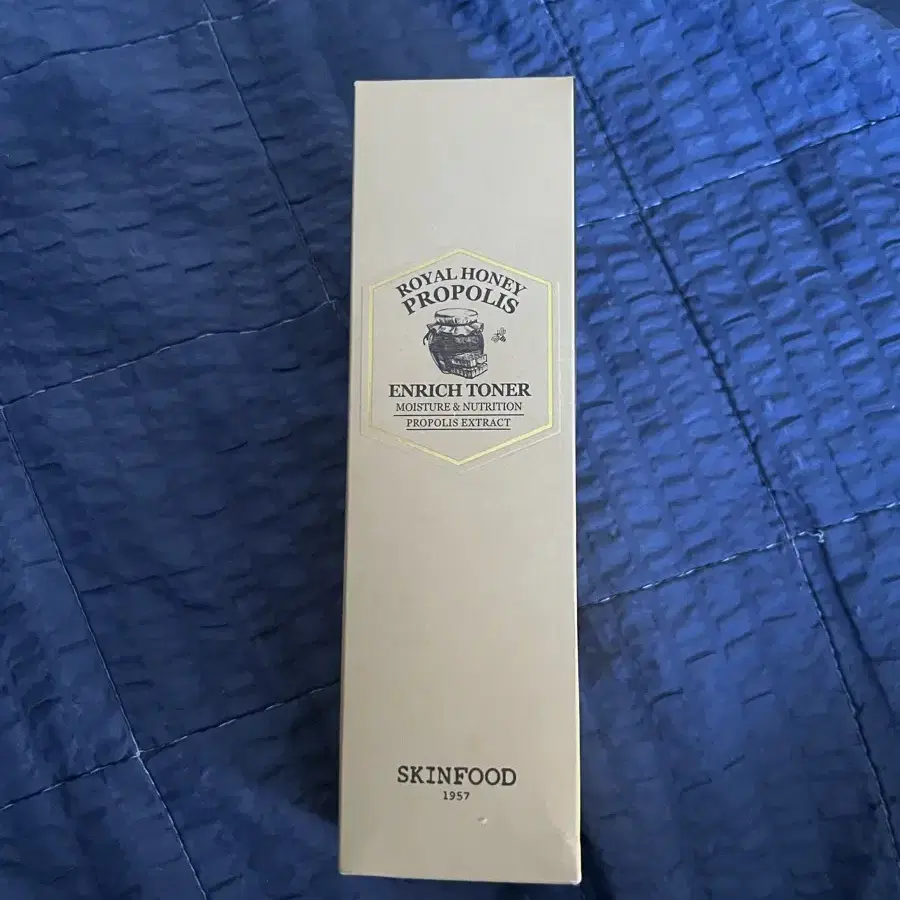 ROYAL HONEY
PROPOLIS
ENRICH TONER
MOISTURE & NUTRITION
PROPOLIS EXTRACT
SKINFOOD
1957